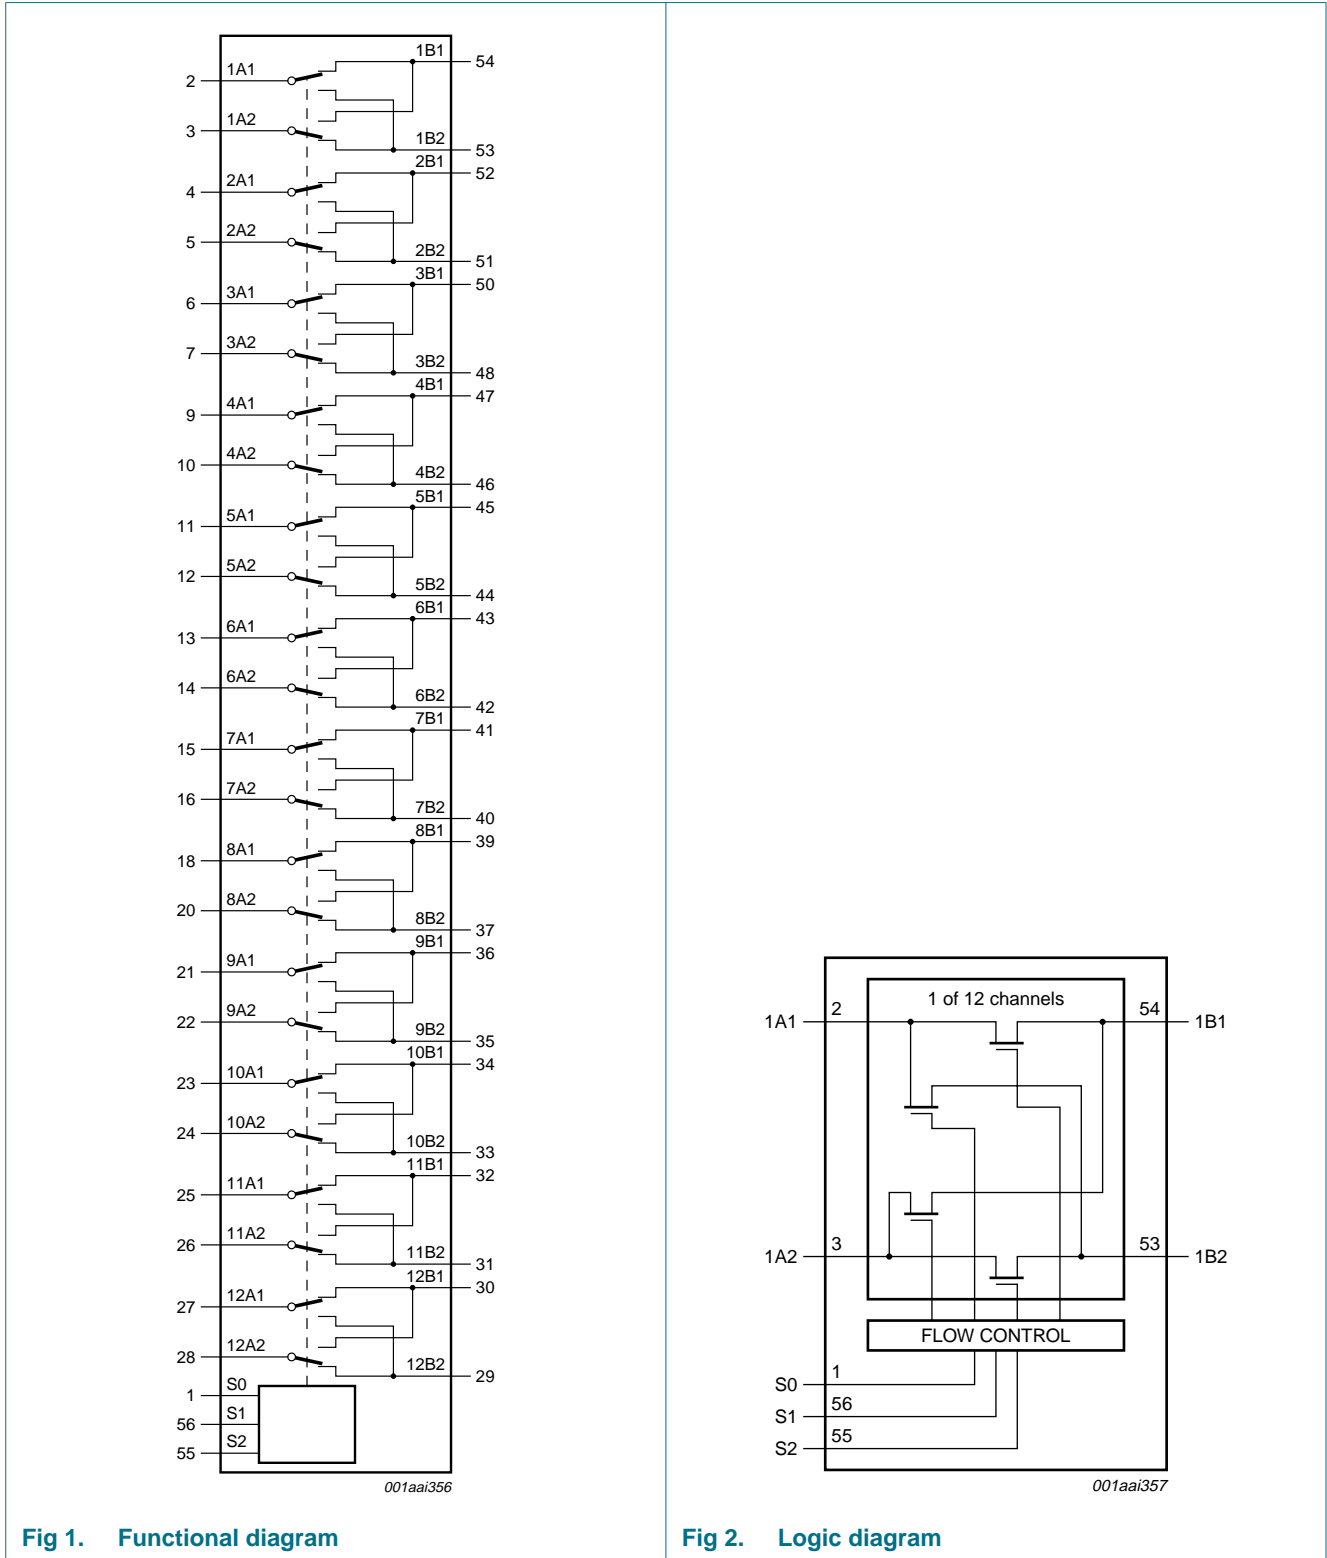 1B1
54
1A1
2
1A2
3
1B2
53
2B1
52
2A1
4
2A2
5
2B2
51
3B1
50
3A1
6
3A2
7
3B2
48
4B1
47
4A1
9
4A2
10
4B2
46
5B1
45
5A1
11
5A2
12
5B2
44
6B1
43
6A1
13
6A2
14
6B2
42
7B1
41
7A1
15
7A2
16
7B2
40
8B1
39
8A1
18
8A2
20
8B2
37
9B1
36
9A1
21
9A2
22
9B2
35
10B1
34
10A1
23
10A2
24
10B2
33
11B1
32
11A1
25
11A2
26
11B2
31
12B1
30
12A1
27
12A2
28
12B2
29
S0
1
S1
56
S2
55
001aai356
Fig 1. Functional diagram
1 of 12 channels
1A1
2
54
1B1
1A2
3
53
1B2
FLOW CONTROL
S0
1
S1
56
S2
55
001aai357
Fig 2. Logic diagram